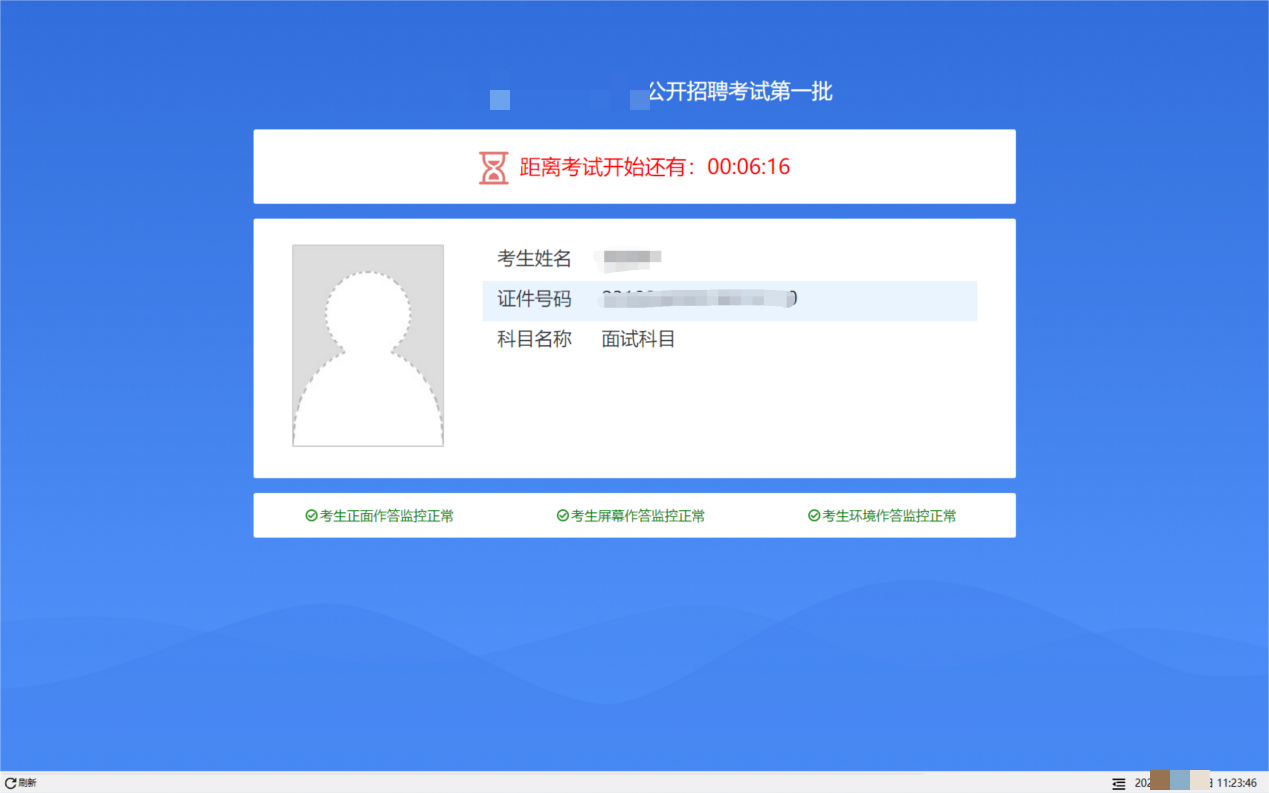 公开招聘考试第一批
距离考试开始还有：00:06:16
考生姓名
证件号码
科目名称 面试科目
考生正面作答监控正常 考生屏幕作答监控正常 考生环境作答监控正常
刷新 11:23:46